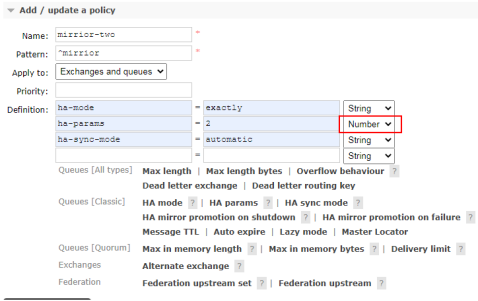 Add / update a policy
Name: mirrior-two *
Pattern: ^mirrior *
Apply to: Exchanges and queues
Priority:
Definition: ha-mode = exactly String
ha-params = 2 Number
ha-sync-mode = automatic String
= String
Queues [All types] Max length | Max length bytes | Overflow behaviour ?
Dead letter exchange | Dead letter routing key
Queues [Classic] HA mode ? | HA params ? | HA sync mode ?
HA mirror promotion on shutdown ? | HA mirror promotion on failure ?
Message TTL | Auto expire | Lazy mode | Master Locator
Queues [Quorum] Max in memory length ? | Max in memory bytes ? | Delivery limit ?
Exchanges Alternate exchange ?
Federation Federation upstream set ? | Federation upstream ?